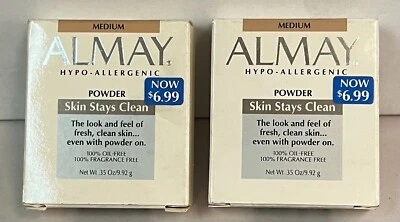 MEDIUM
ALMAY
HYPO-ALLERGENIC
POWDER
NOW
$6.99
Skin Stays Clean
The look and feel of
fresh, clean skin...
even with powder on.
100% OIL-FREE
100% FRAGRANCE FREE
Net Wt .35 Oz/9.92 g.
MEDIUM
ALMAY
HYPO-ALLERGENIC
POWDER
NOW
$6.99
Skin Stays Clean
The look and feel of
fresh, clean skin...
even with powder on.
100% OIL-FREE
100% FRAGRANCE FREE
Net Wt .35 Oz/9.92 g.